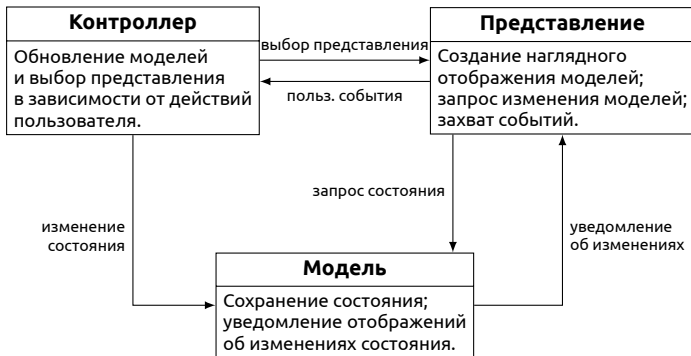 Контроллер
Обновление моделей
и выбор представления
в зависимости от действий
пользователя.
выбор представления
польз. события
Представление
Создание наглядного
отображения моделей;
запрос изменения моделей;
захват событий.
изменение
состояния
запрос состояния
уведомление
об изменениях
Модель
Сохранение состояния;
уведомление отображений
об изменениях состояния.